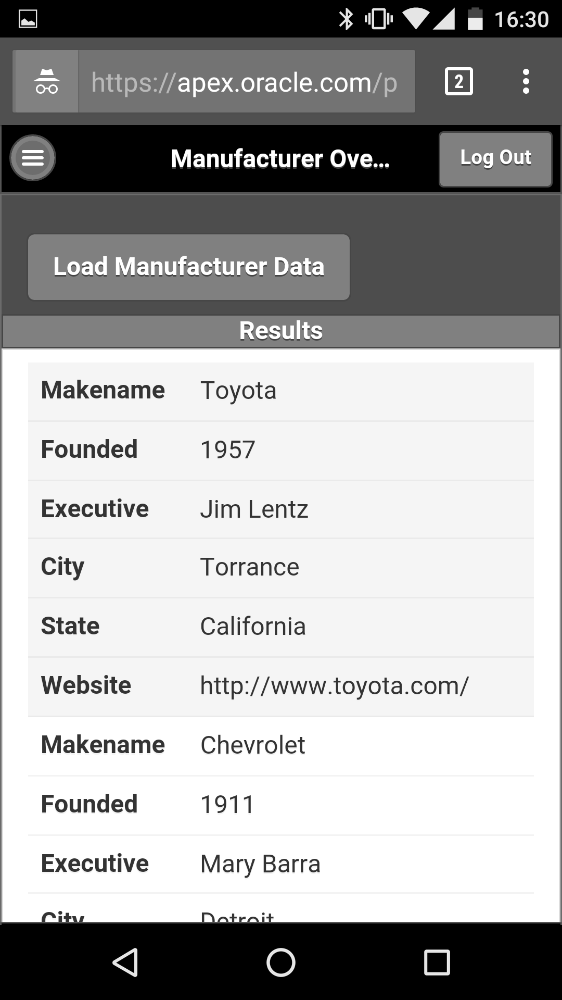 16:30
https://apex.oracle.com/p
2
Manufacturer Ove...
Log Out
Load Manufacturer Data
Results
Makename Toyota
Founded 1957
Executive Jim Lentz
City Torrance
State California
Website http://www.toyota.com/
Makename Chevrolet
Founded 1911
Executive Mary Barra
City Detroit